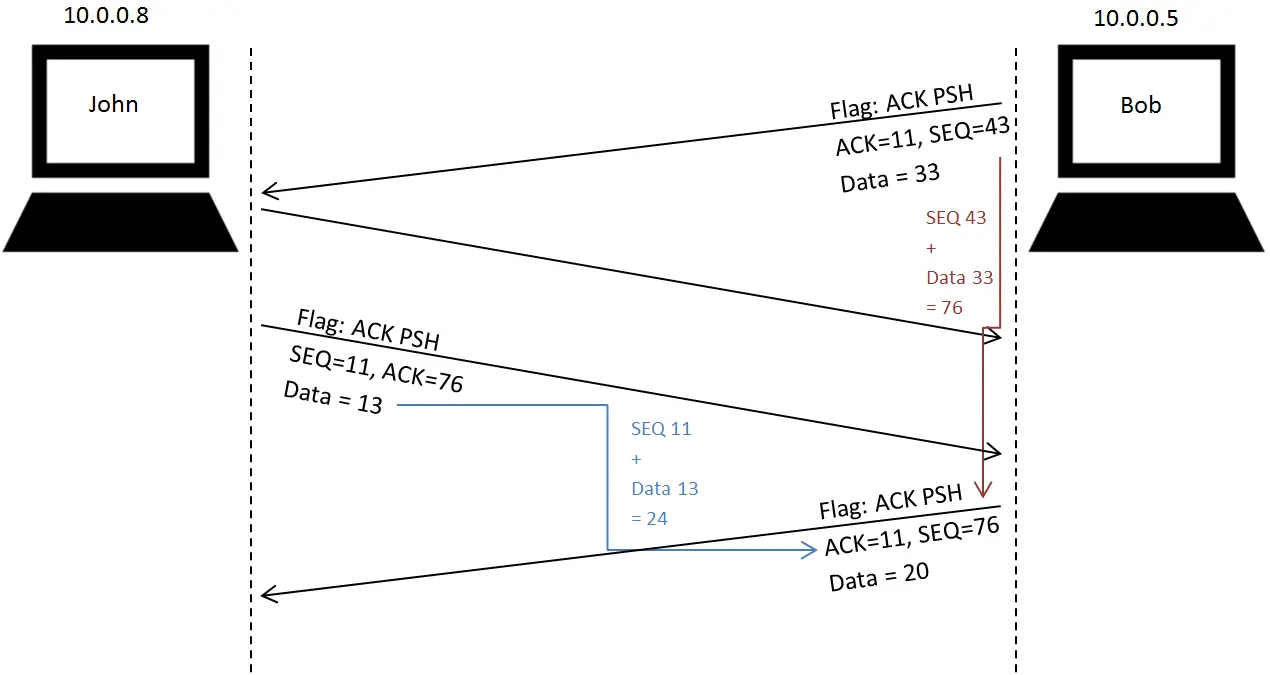 10.0.0.8
10.0.0.5
John
Bob
Flag: ACK PSH
ACK=11, SEQ=43
Data = 33
SEQ 43
+
Data 33
= 76
Flag: ACK PSH
SEQ=11, ACK=76
Data = 13
SEQ 11
+
Data 13
= 24
Flag: ACK PSH
ACK=11, SEQ=76
Data = 20